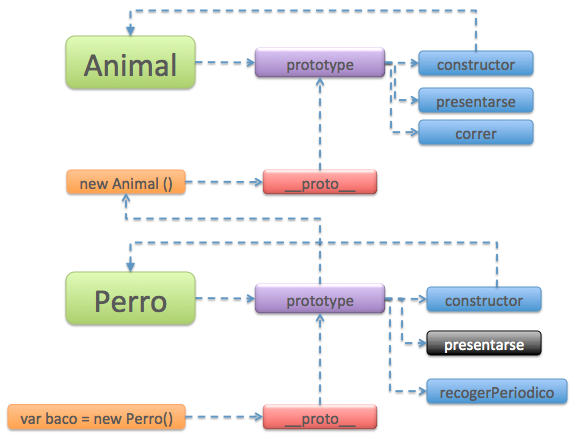 Animal
prototype
constructor
presentarse
correr
new Animal ()
__proto__
Perro
prototype
constructor
presentarse
recogerPeriodico
var baco = new Perro()
__proto__